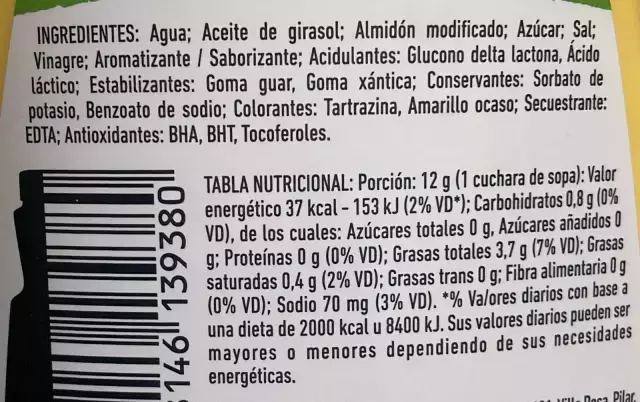 INGREDIENTES: Agua; Aceite de girasol; Almidón modificado; Azúcar; Sal;
Vinagre; Aromatizante / Saborizante; Acidulantes: Glucono delta lactona, Ácido
láctico; Estabilizantes: Goma guar, Goma xántica; Conservantes: Sorbato de
potasio, Benzoato de sodio; Colorantes: Tartrazina, Amarillo ocaso; Secuestrante:
EDTA; Antioxidantes: BHA, BHT, Tocoferoles.
TABLA NUTRICIONAL: Porción: 12 g (1 cuchara de sopa): Valor
energético 37 kcal - 153 kJ (2% VD*); Carbohidratos 0,8 g (0%
VD), de los cuales: Azúcares totales 0 g, Azúcares añadidos 0
g; Proteínas 0 g (0% VD); Grasas totales 3,7 g (7% VD); Grasas
saturadas 0,4 g (2% VD); Grasas trans 0 g; Fibra alimentaria 0 g
(0% VD); Sodio 70 mg (3% VD). *% Valores diarios con base a
una dieta de 2000 kcal u 8400 kJ. Sus valores diarios pueden ser
mayores o menores dependiendo de sus necesidades
energéticas.
146 139380
Rosa, Pilar,